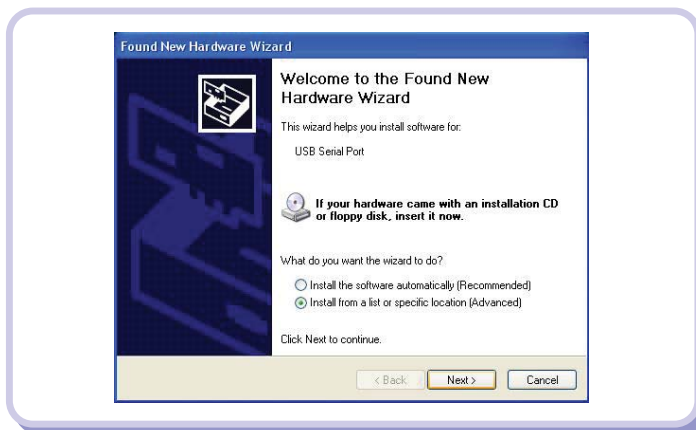 Found New Hardware Wizard
Welcome to the Found New
Hardware Wizard
This wizard helps you install software for:
USB Serial Port
If your hardware came with an installation CD
or floppy disk, insert it now.
What do you want the wizard to do?
Install the software automatically (Recommended)
Install from a list or specific location (Advanced)
Click Next to continue.
< Back
Next >
Cancel